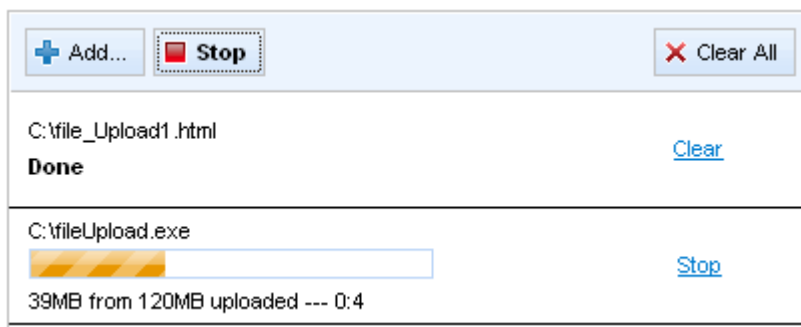 Add... Stop Clear All
C:\file_Upload1.html
Clear
Done
C:\fileUpload.exe
Stop
39MB from 120MB uploaded --- 0:4